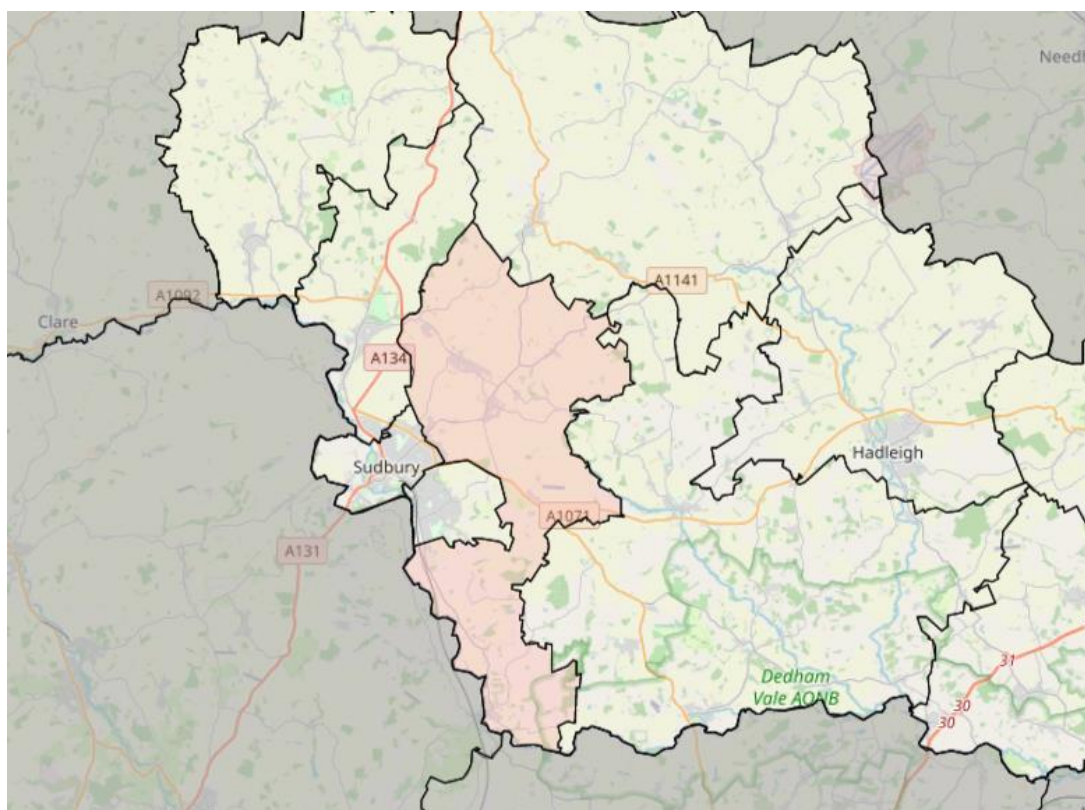 Needh
A1092
A1141
Clare
A134
Sudbury
Hadleigh
A1071
A131
31
Dedham
Vale AONB
30
30